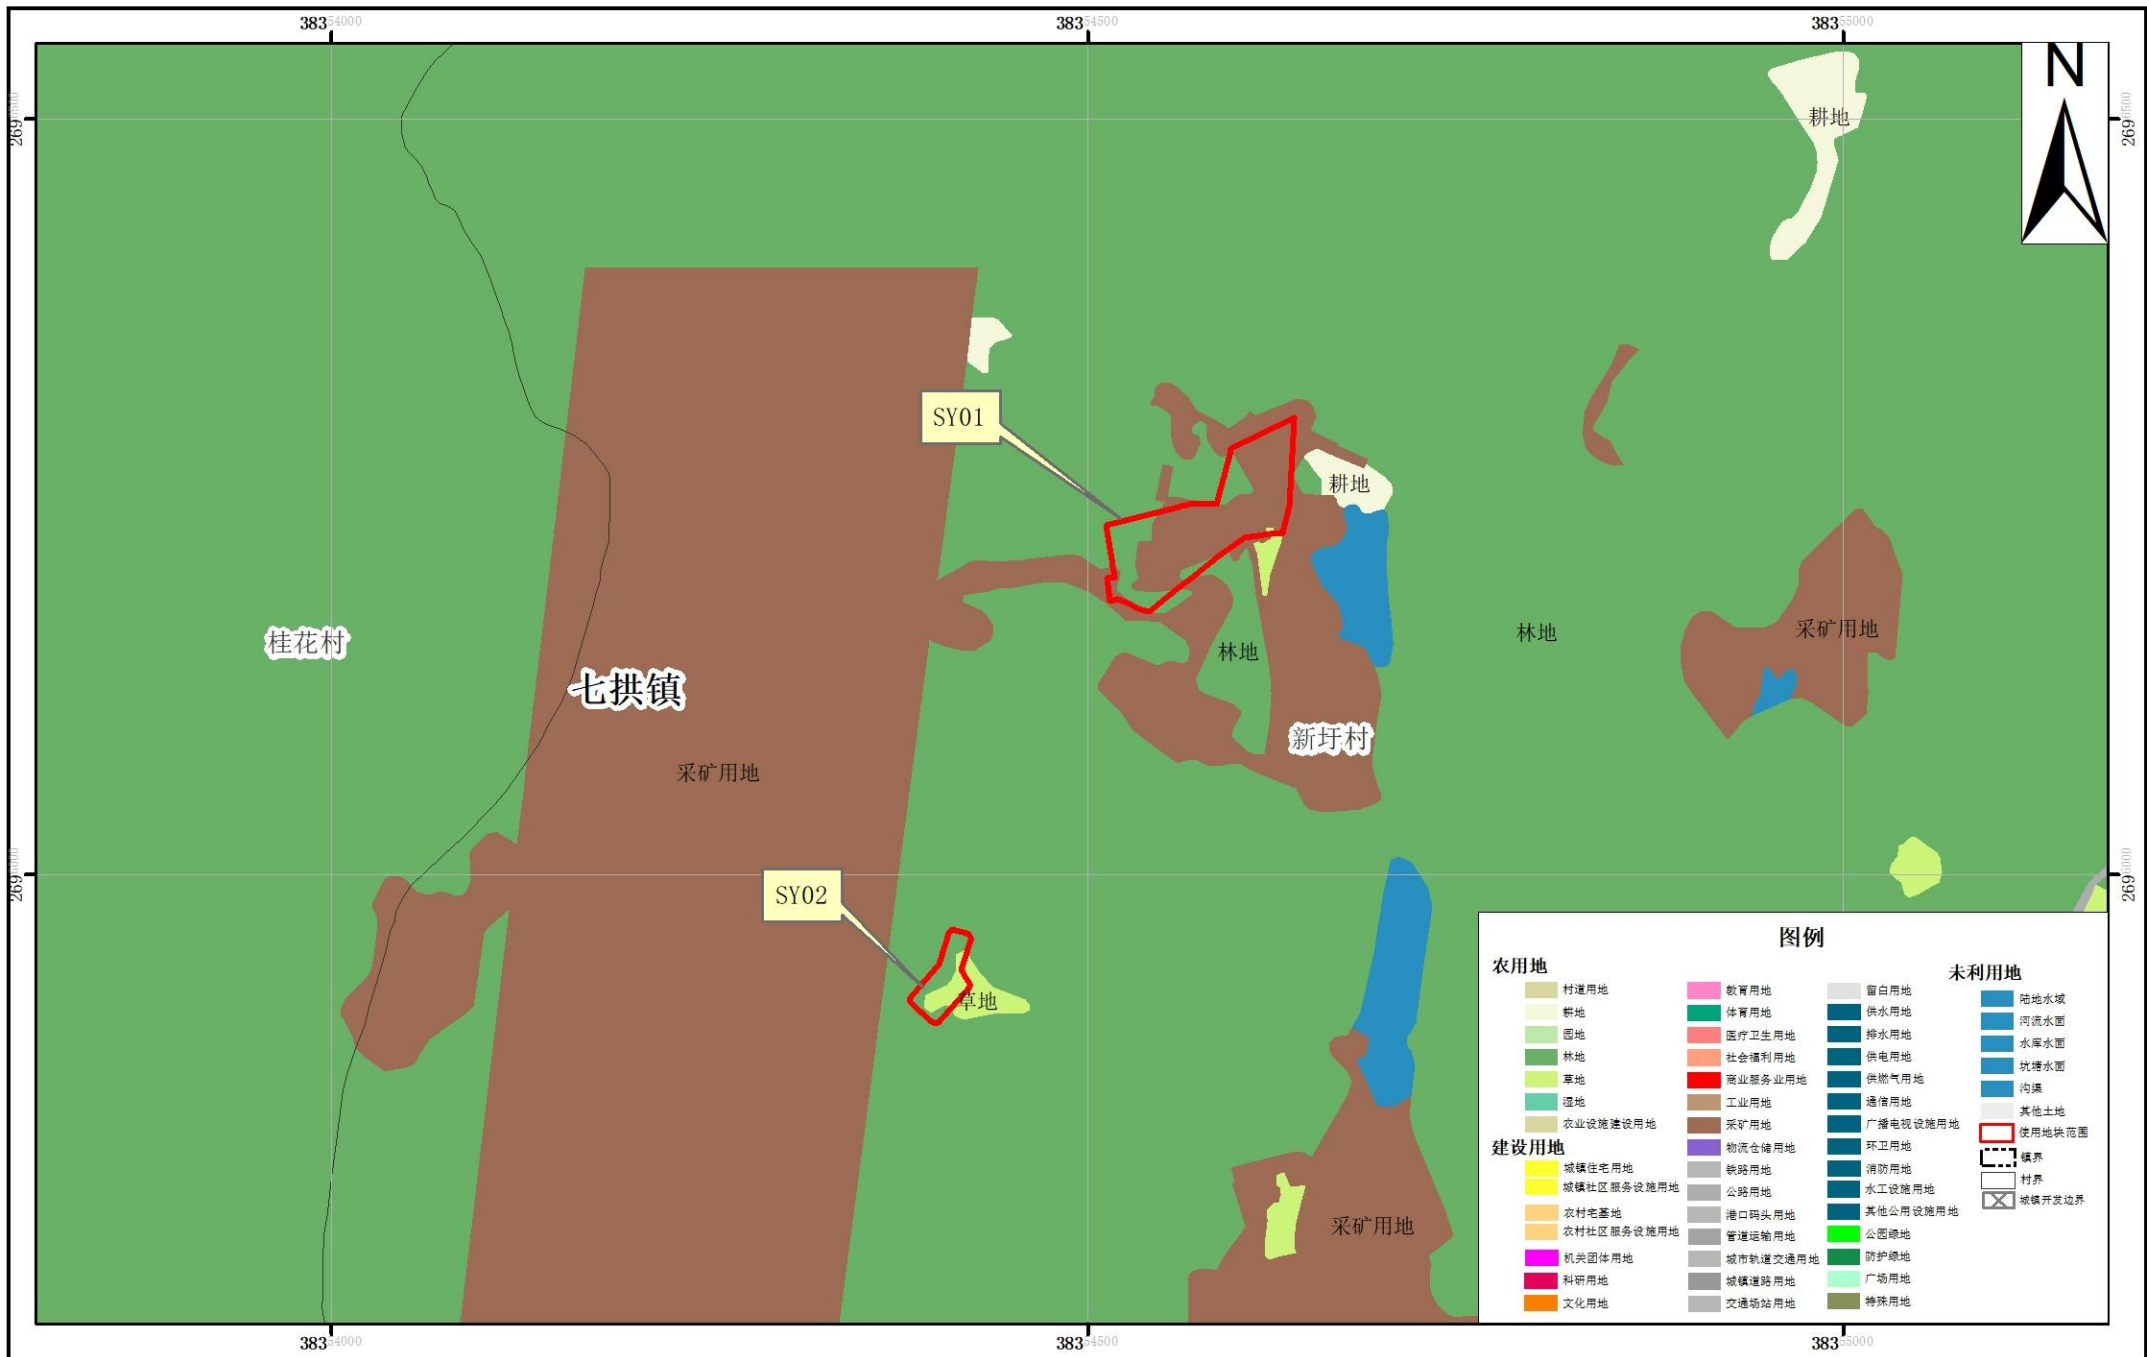 38354000
38354500
38355000
N
269 500
269 500
耕地
SY01
耕地
桂花村
林地
林地
采矿用地
七拱镇
新圩村
采矿用地
269 000
269 000
SY02
草地
采矿用地
图例
农用地
村道用地
耕地
园地
林地
草地
湿地
农业设施建设用地
建设用地
城镇住宅用地
城镇社区服务设施用地
农村宅基地
农村社区服务设施用地
机关团体用地
科研用地
文化用地
教育用地
体育用地
医疗卫生用地
社会福利用地
商业服务业用地
工业用地
采矿用地
物流仓储用地
铁路用地
公路用地
港口码头用地
管道运输用地
城市轨道交通用地
城镇道路用地
交通场站用地
留白用地
供水用地
排水用地
供电用地
供燃气用地
通信用地
广播电视设施用地
环卫用地
消防用地
水工设施用地
其他公用设施用地
公园绿地
防护绿地
广场用地
特殊用地
未利用地
陆地水域
河流水面
水库水面
坑塘水面
沟渠
其他土地
使用地块范围
镇界
村界
城镇开发边界
38354000
38354500
38355000